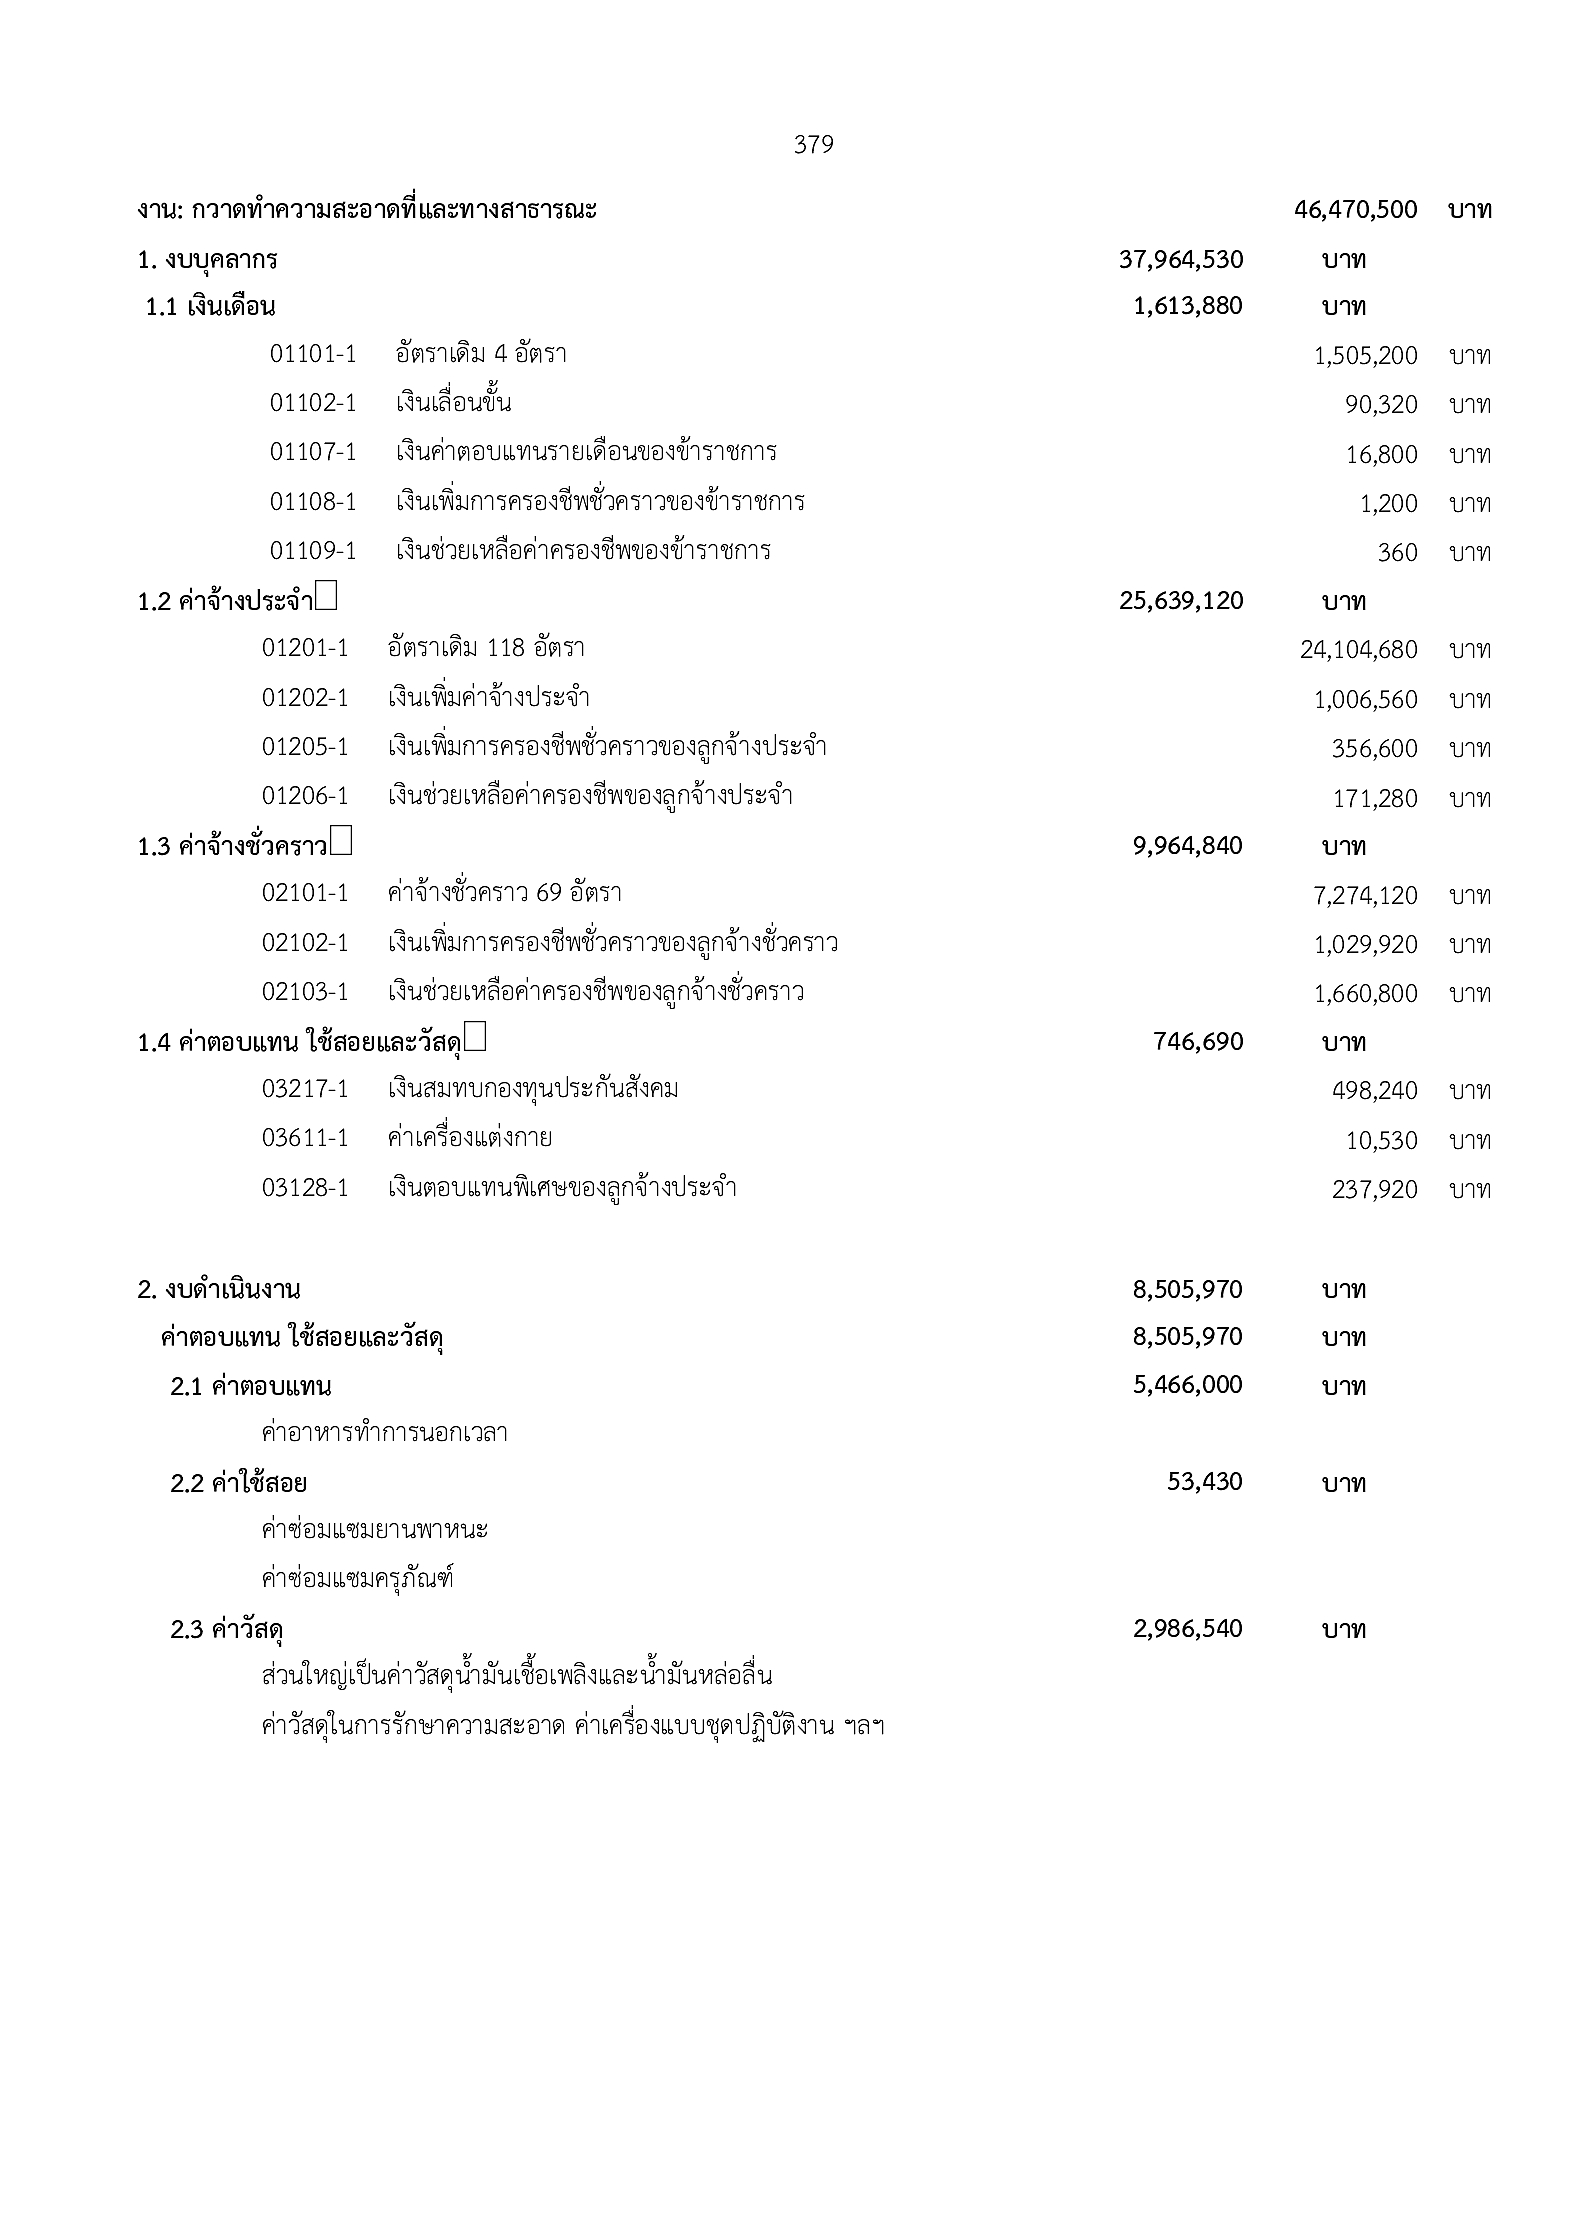 379
งาน: กวาดทำความสะอาดที่และทางสาธารณะ 46,470,500 บาท
1. งบบุคลากร 37,964,530 บาท
1.1 เงินเดือน 1,613,880 บาท
01101-1 อัตราเดิม 4 อัตรา 1,505,200 บาท
01102-1 เงินเลื่อนขั้น 90,320 บาท
01107-1 เงินค่าตอบแทนรายเดือนของข้าราชการ 16,800 บาท
01108-1 เงินเพิ่มการครองชีพชั่วคราวของข้าราชการ 1,200 บาท
01109-1 เงินช่วยเหลือค่าครองชีพของข้าราชการ 360 บาท
1.2 ค่าจ้างประจำ 25,639,120 บาท
01201-1 อัตราเดิม 118 อัตรา 24,104,680 บาท
01202-1 เงินเพิ่มค่าจ้างประจำ 1,006,560 บาท
01205-1 เงินเพิ่มการครองชีพชั่วคราวของลูกจ้างประจำ 356,600 บาท
01206-1 เงินช่วยเหลือค่าครองชีพของลูกจ้างประจำ 171,280 บาท
1.3 ค่าจ้างชั่วคราว 9,964,840 บาท
02101-1 ค่าจ้างชั่วคราว 69 อัตรา 7,274,120 บาท
02102-1 เงินเพิ่มการครองชีพชั่วคราวของลูกจ้างชั่วคราว 1,029,920 บาท
02103-1 เงินช่วยเหลือค่าครองชีพของลูกจ้างชั่วคราว 1,660,800 บาท
1.4 ค่าตอบแทน ใช้สอยและวัสดุ 746,690 บาท
03217-1 เงินสมทบกองทุนประกันสังคม 498,240 บาท
03611-1 ค่าเครื่องแต่งกาย 10,530 บาท
03128-1 เงินตอบแทนพิเศษของลูกจ้างประจำ 237,920 บาท
2. งบดำเนินงาน 8,505,970 บาท
ค่าตอบแทน ใช้สอยและวัสดุ 8,505,970 บาท
2.1 ค่าตอบแทน 5,466,000 บาท
ค่าอาหารทำการนอกเวลา
2.2 ค่าใช้สอย 53,430 บาท
ค่าซ่อมแซมยานพาหนะ
ค่าซ่อมแซมครุภัณฑ์
2.3 ค่าวัสดุ 2,986,540 บาท
ส่วนใหญ่เป็นค่าวัสดุน้ำมันเชื้อเพลิงและน้ำมันหล่อลื่น
ค่าวัสดุในการรักษาความสะอาด ค่าเครื่องแบบชุดปฏิบัติงาน ฯลฯ